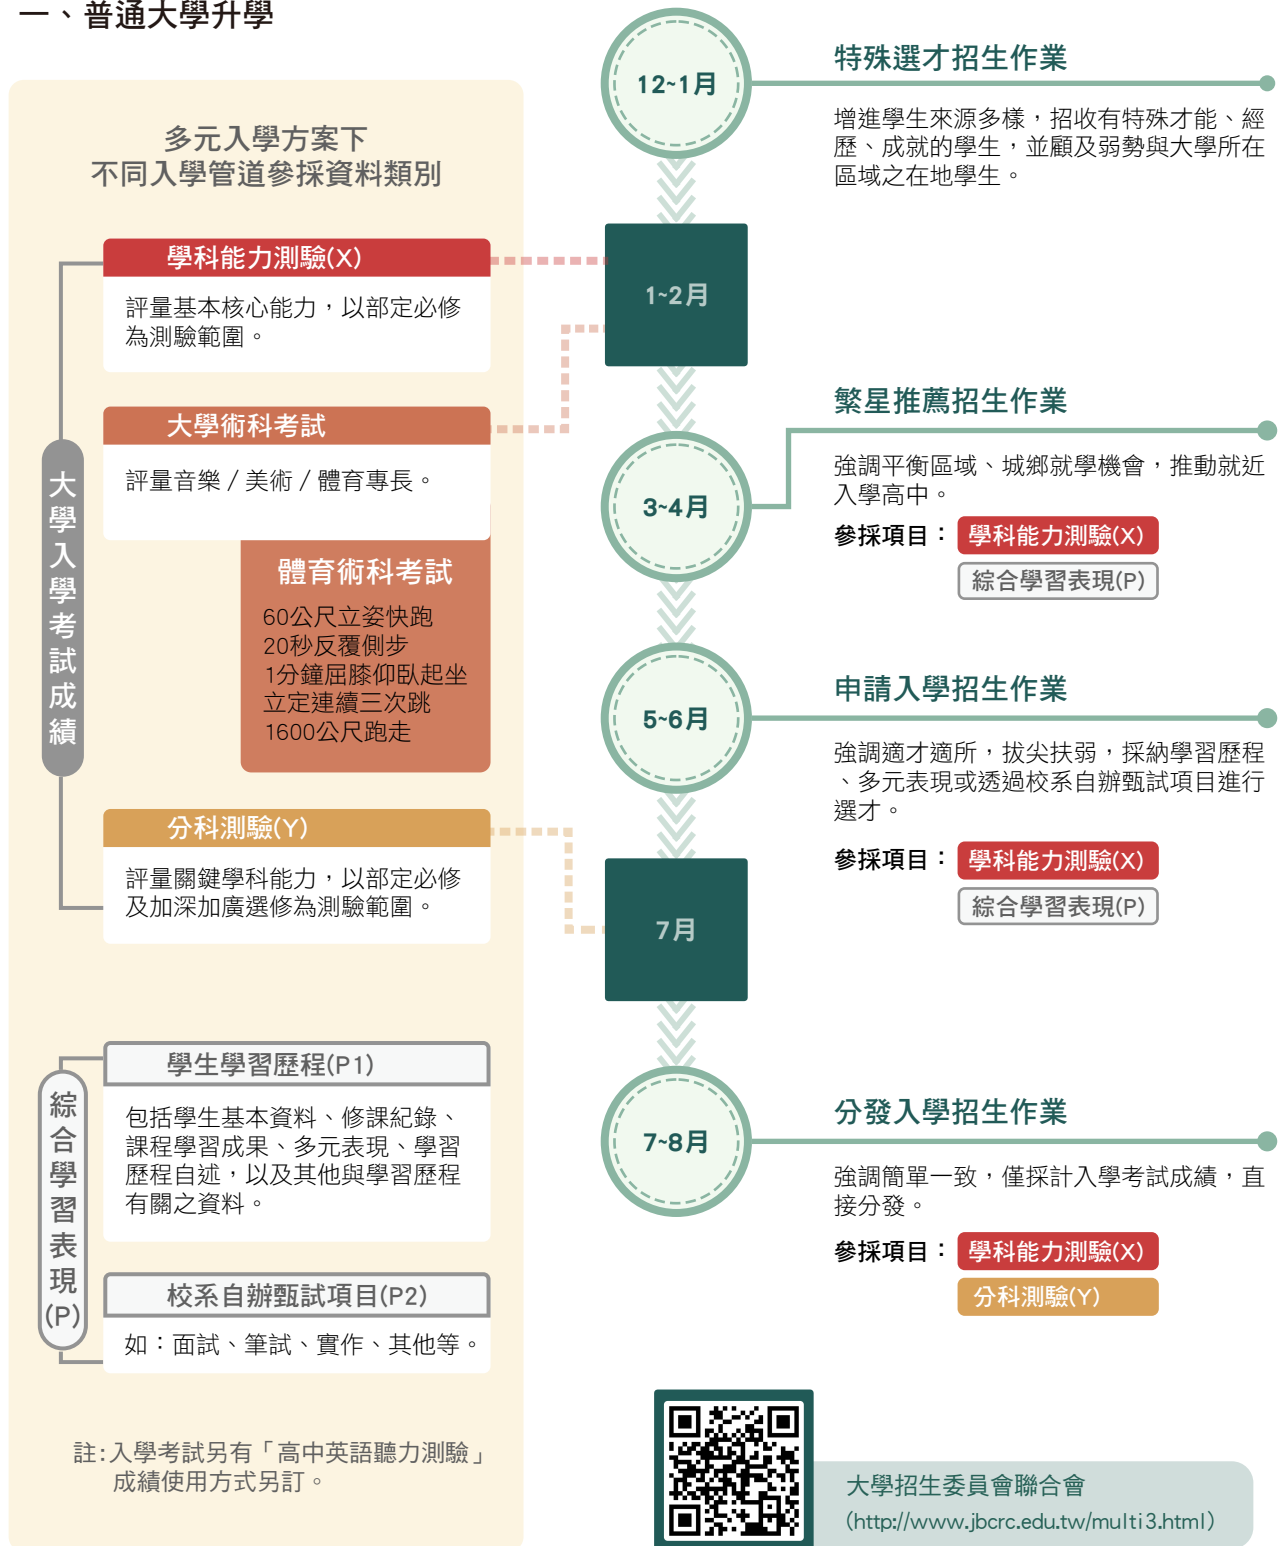 一、普通大學升學
多元入學方案下
不同入學管道參採資料類別
大學入學考試成績
學科能力測驗(X)
評量基本核心能力，以部定必修
為測驗範圍。
大學術科考試
評量音樂 / 美術 / 體育專長。
體育術科考試
60公尺立姿快跑
20秒反覆側步
1分鐘屈膝仰臥起坐
立定連續三次跳
1600公尺跑走
分科測驗(Y)
評量關鍵學科能力，以部定必修
及加深加廣選修為測驗範圍。
綜合學習表現(P)
學生學習歷程(P1)
包括學生基本資料、修課紀錄、
課程學習成果、多元表現、學習
歷程自述，以及其他與學習歷程
有關之資料。
校系自辦甄試項目(P2)
如：面試、筆試、實作、其他等。
註:入學考試另有「高中英語聽力測驗」
成績使用方式另訂。
12~1月
特殊選才招生作業
增進學生來源多樣，招收有特殊才能、經
歷、成就的學生，並顧及弱勢與大學所在
區域之在地學生。
1~2月
3~4月
繁星推薦招生作業
強調平衡區域、城鄉就學機會，推動就近
入學高中。
參採項目： 學科能力測驗(X)
綜合學習表現(P)
5~6月
申請入學招生作業
強調適才適所，拔尖扶弱，採納學習歷程
、多元表現或透過校系自辦甄試項目進行
選才。
參採項目： 學科能力測驗(X)
綜合學習表現(P)
7月
7~8月
分發入學招生作業
強調簡單一致，僅採計入學考試成績，直
接分發。
參採項目： 學科能力測驗(X)
分科測驗(Y)
大學招生委員會聯合會
(http://www.jbcrc.edu.tw/multi3.html)